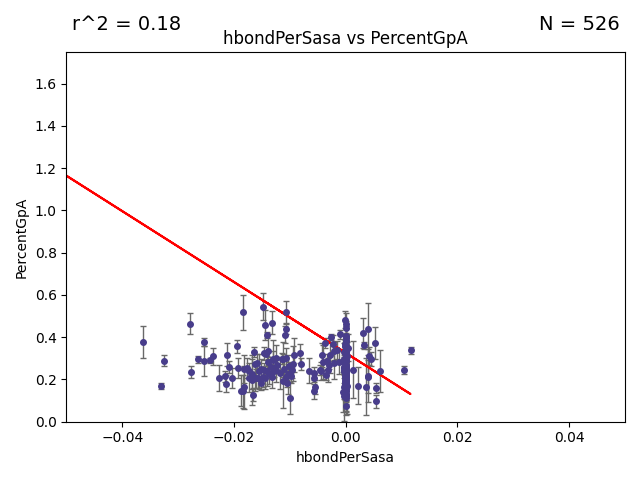 r^2 = 0.18
N = 526
hbondPerSasa vs PercentGpA
1.6
1.4
1.2
1.0
0.8
0.6
0.4
0.2
0.0
PercentGpA
−0.04
−0.02
0.00
0.02
0.04
hbondPerSasa